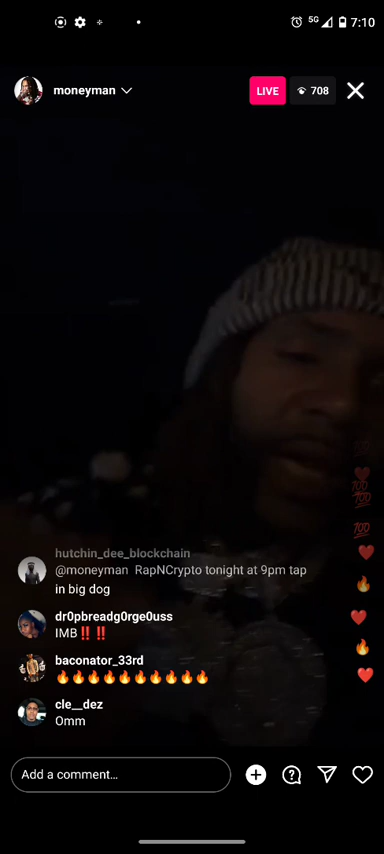 5G 7:10
moneyman LIVE 708
hutchin_dee_blockchain
@moneyman RapNCrypto tonight at 9pm tap
in big dog
dr0pbreadg0rge0uss
IMB‼️‼️
baconator_33rd
🔥🔥🔥🔥🔥🔥🔥🔥🔥🔥
cle__dez
Omm
Add a comment...